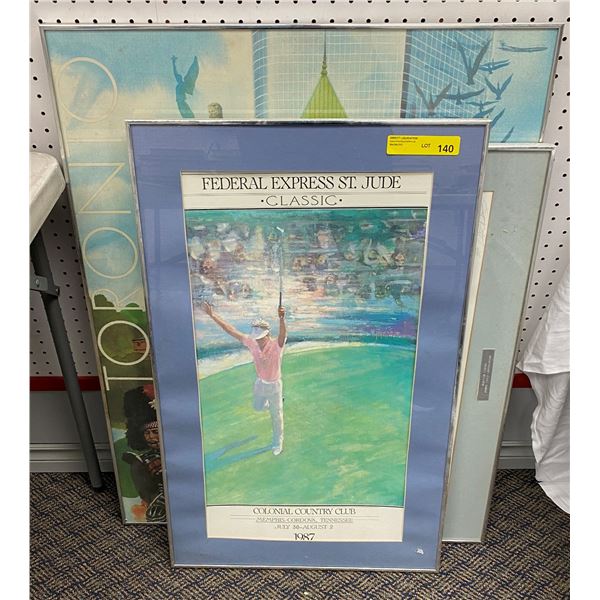 TORONTO
LOT 140
FEDERAL EXPRESS ST. JUDE
·CLASSIC·
COLONIAL COUNTRY CLUB
MEMPHIS-CORDOVA, TENNESSEE
JULY 30-AUGUST 2
1987